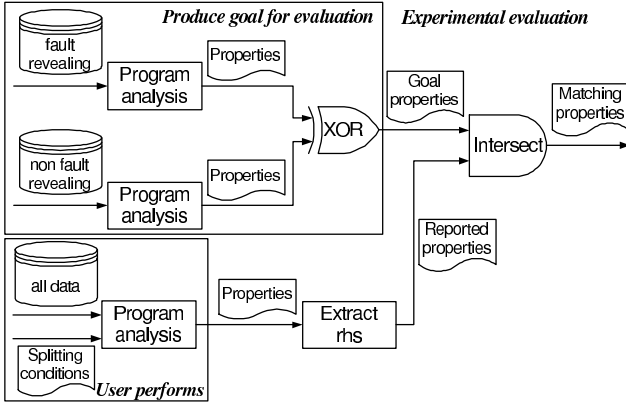 Produce goal for evaluation
Experimental evaluation
fault
revealing
Program
analysis
Properties
Goal
properties
Matching
properties
XOR
Intersect
non fault
revealing
Program
analysis
Properties
Reported
properties
all data
Program
analysis
Properties
Extract
rhs
Splitting
conditions
User performs